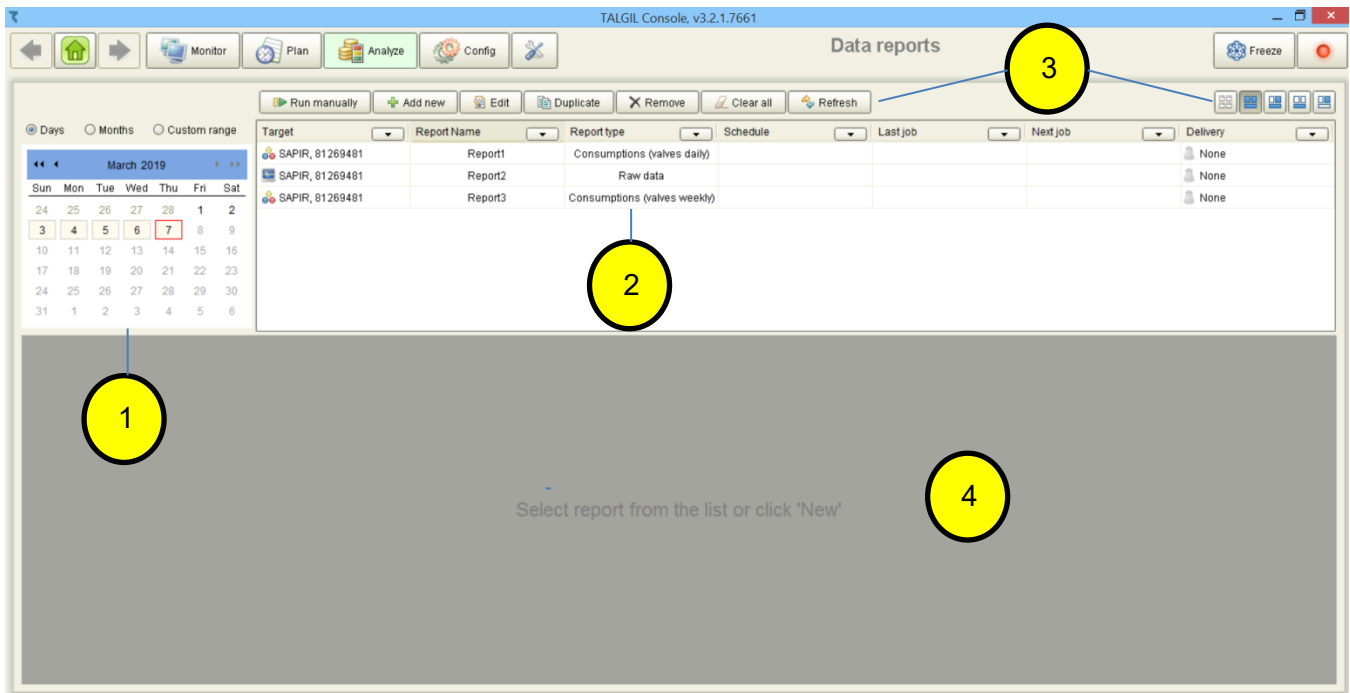 TALGIL Console, v3.2.1.7661
Monitor Plan Analyze Config Data reports Freeze
3
Run manually Add new Edit Duplicate Remove Clear all Refresh
Days Months Custom range
Target Report Name Report type Schedule Last job Next job Delivery
SAPIR, 81269481 Report1 Consumptions (valves daily) None
SAPIR, 81269481 Report2 Raw data None
SAPIR, 81269481 Report3 Consumptions (valves weekly) None
March 2019
Sun Mon Tue Wed Thu Fri Sat
24 25 26 27 28 1 2
3 4 5 6 7 8 9
10 11 12 13 14 15 16
17 18 19 20 21 22 23
24 25 26 27 28 29 30
31 1 2 3 4 5 6
2
1
4
Select report from the list or click 'New'